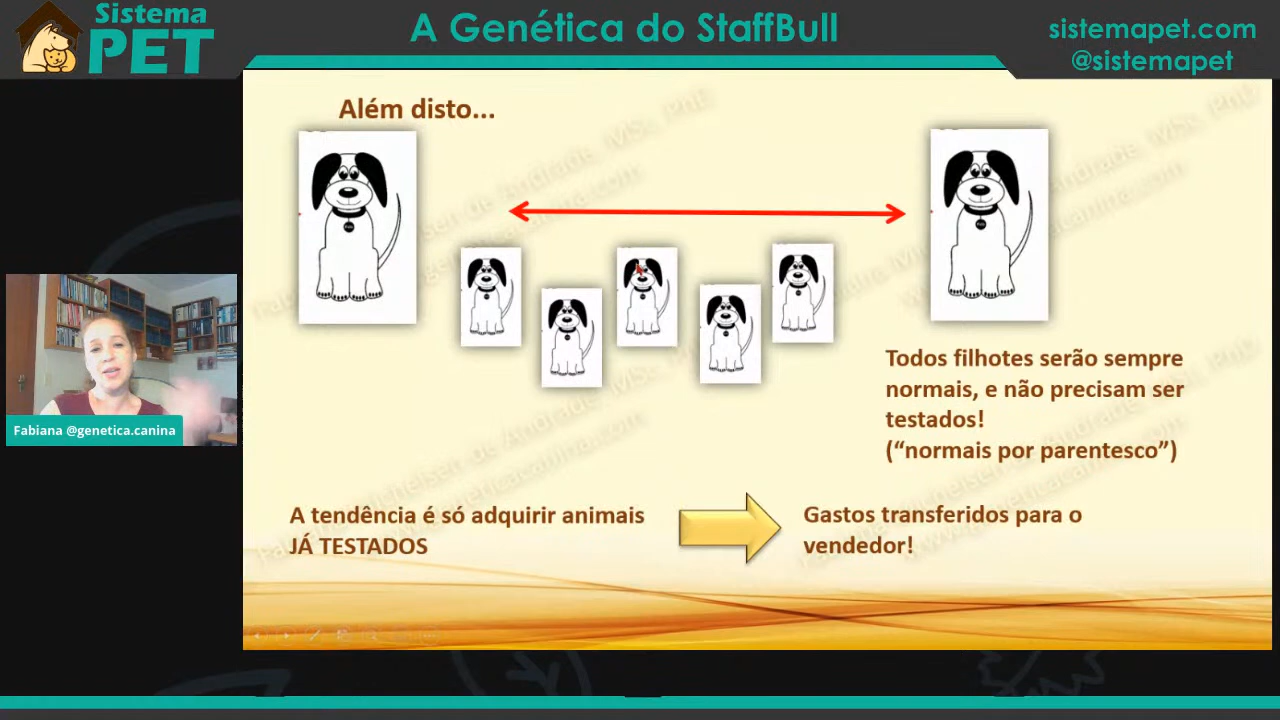 Sistema
PET
A Genética do StaffBull
sistemapet.com
@sistemapet
Além disto...
Todos filhotes serão sempre
normais, e não precisam ser
testados!
(“normais por parentesco”)
Fabiana @genetica.canina
A tendência é só adquirir animais
JÁ TESTADOS
Gastos transferidos para o
vendedor!